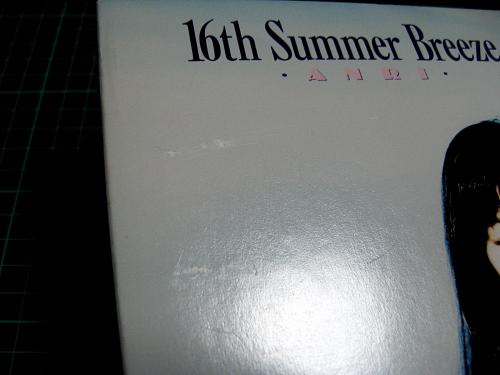 16th Summer Breeze
• ANRI •